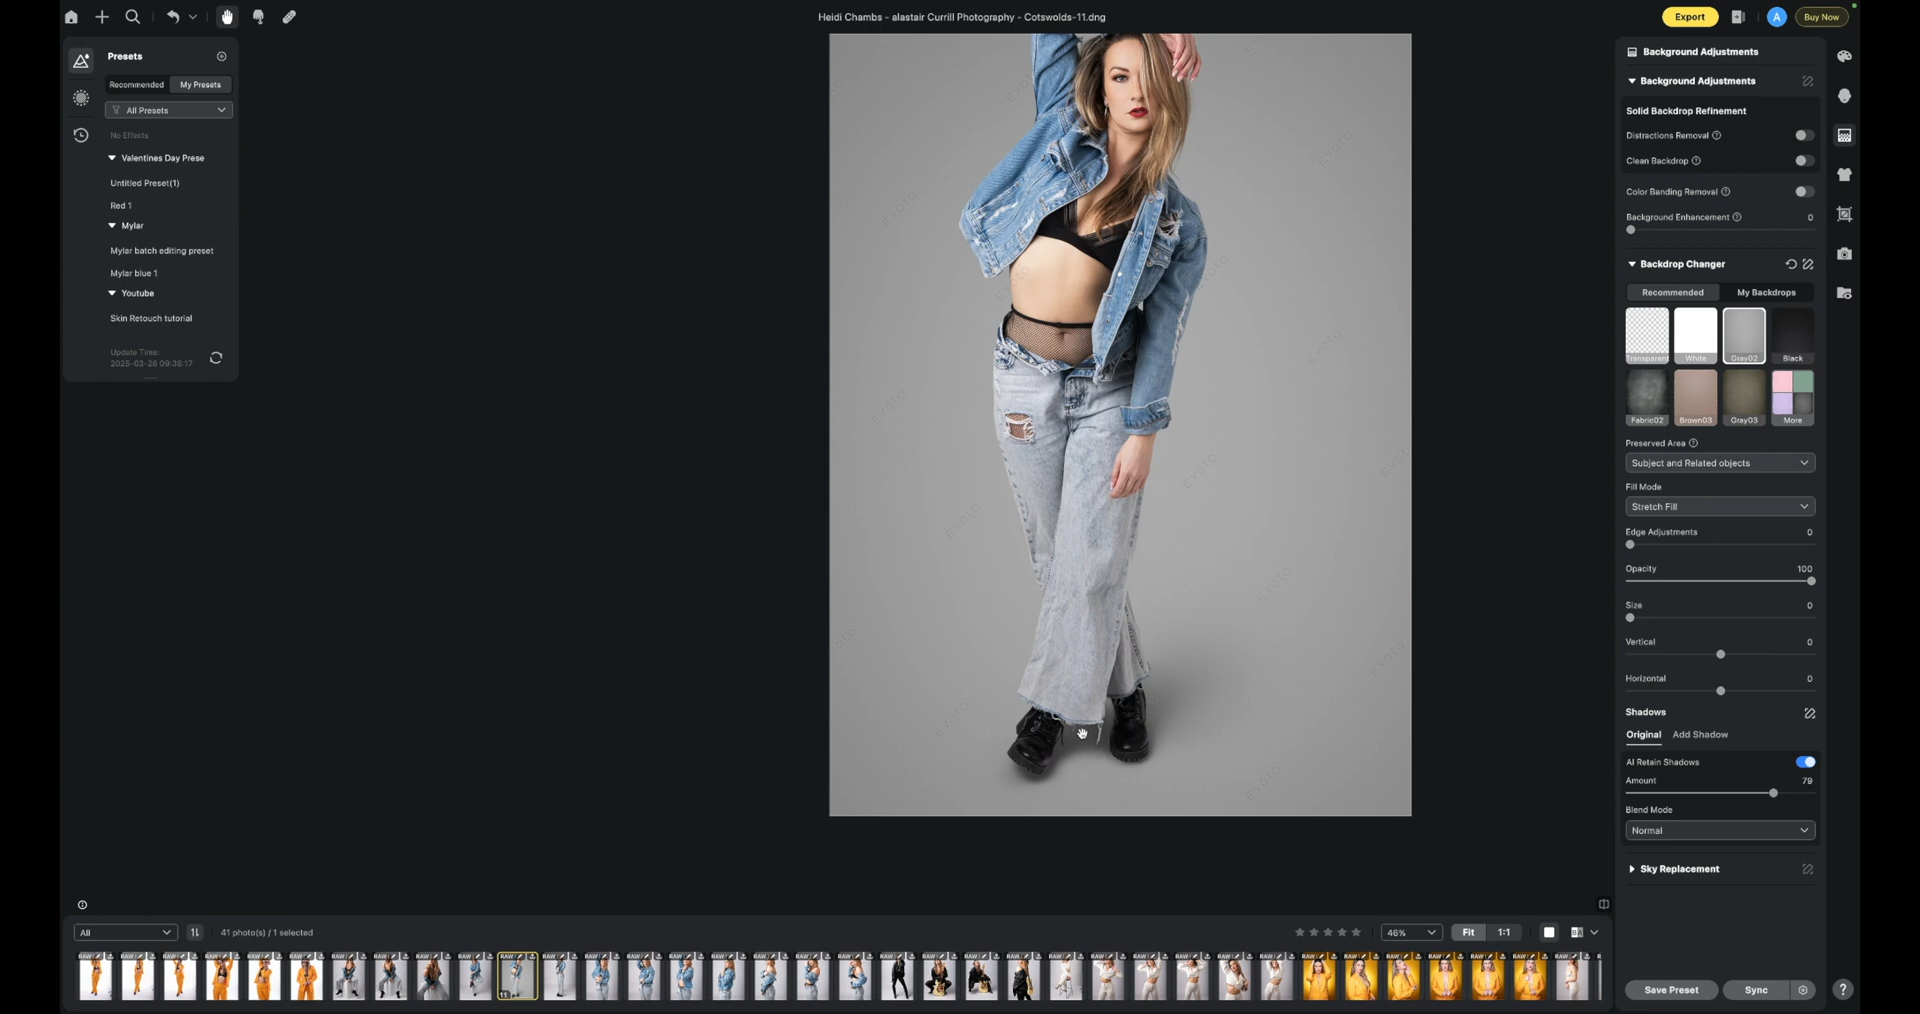 Heidi Chambs - alastair Currill Photography - Cotswolds-11.dng
Export
A
Buy Now
Presets
Recommended
My Presets
All Presets
No Effects
Valentines Day Prese
Untitled Preset(1)
Red 1
Mylar
Mylar batch editing preset
Mylar blue 1
Youtube
Skin Retouch tutorial
Update Time:
2025-03-28 09:38:17
EVOTO
Background Adjustments
Background Adjustments
Solid Backdrop Refinement
Distractions Removal
Clean Backdrop
Color Banding Removal
Background Enhancement 0
Backdrop Changer
Recommended
My Backdrops
Transparent
White
Gray02
Black
Fabric02
Brown03
Gray03
More
Preserved Area
Subject and Related objects
Fill Mode
Stretch Fill
Edge Adjustments 0
Opacity 100
Size 0
Vertical 0
Horizontal 0
Shadows
Original
Add Shadow
AI Retain Shadows
Amount 79
Blend Mode
Normal
Sky Replacement
All
41 photo(s) / 1 selected
46%
Fit
1:1
RAW
11
Save Preset
Sync